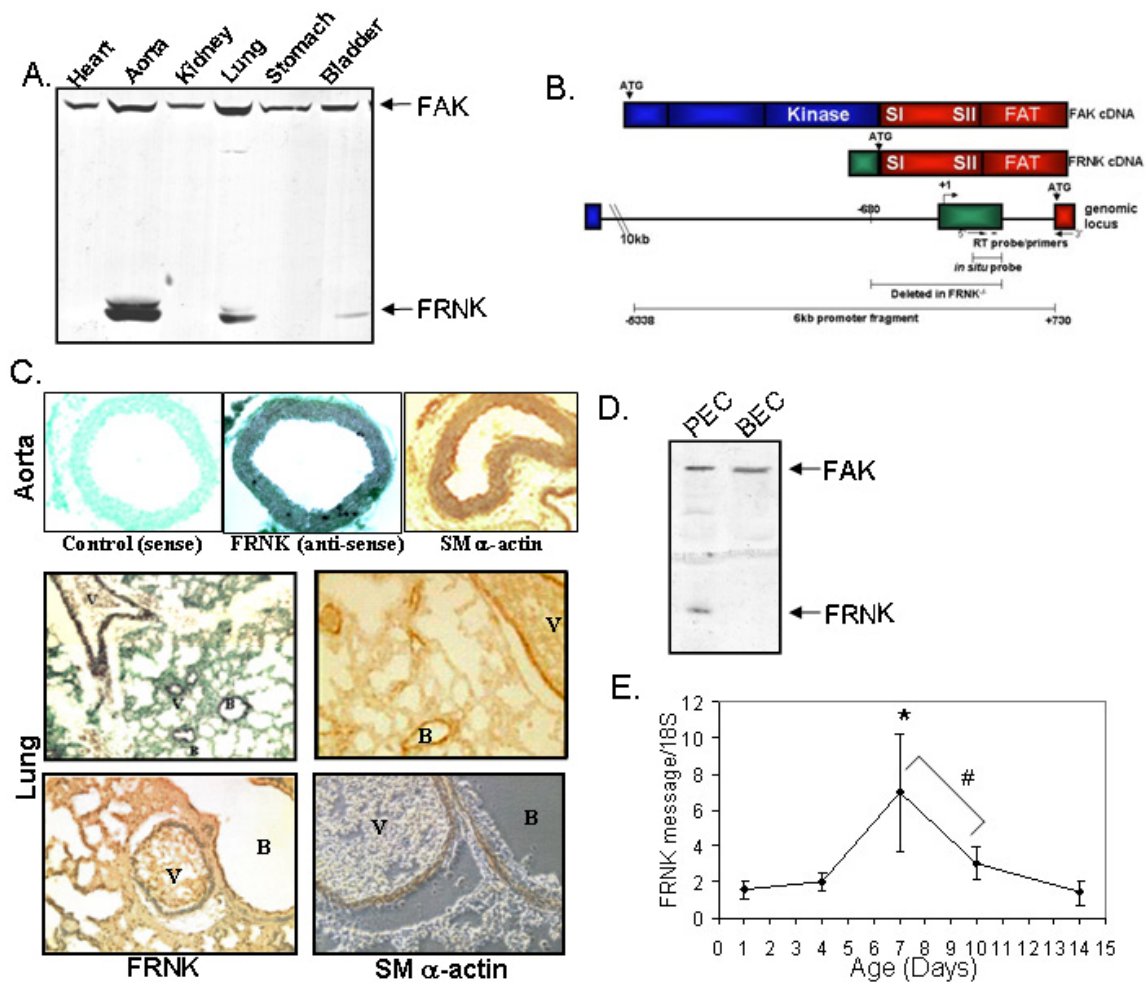 A.
Heart Aorta Kidney Lung Stomach Bladder
FAK
FRNK
B.
ATG
Kinase SI SII FAT FAK cDNA
ATG
SI SII FAT FRNK cDNA
+1 ATG
-680
genomic locus
10kb
5' 3'
RT probe/primers
in situ probe
Deleted in FRNK-/-
-5338 6kb promoter fragment +730
C.
Aorta
Control (sense) FRNK (anti-sense) SM α-actin
Lung
V V B B
V B
V B
V B
FRNK SM α-actin
D.
PEC BEC
FAK
FRNK
E.
FRNK message/18S
12
10
8
6
4
2
0
* #
0 1 2 3 4 5 6 7 8 9 10 11 12 13 14 15
Age (Days)